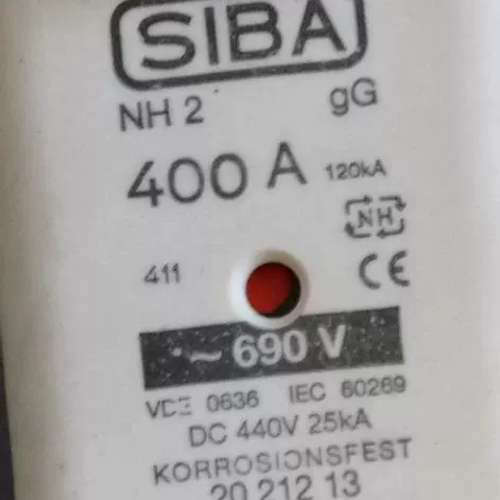 SIBA
NH 2 gG
400 A 120kA
NH
411 CE
~ 690 V
VDE 0636 IEC 60269
DC 440V 25kA
KORROSIONSFEST
20 212 13